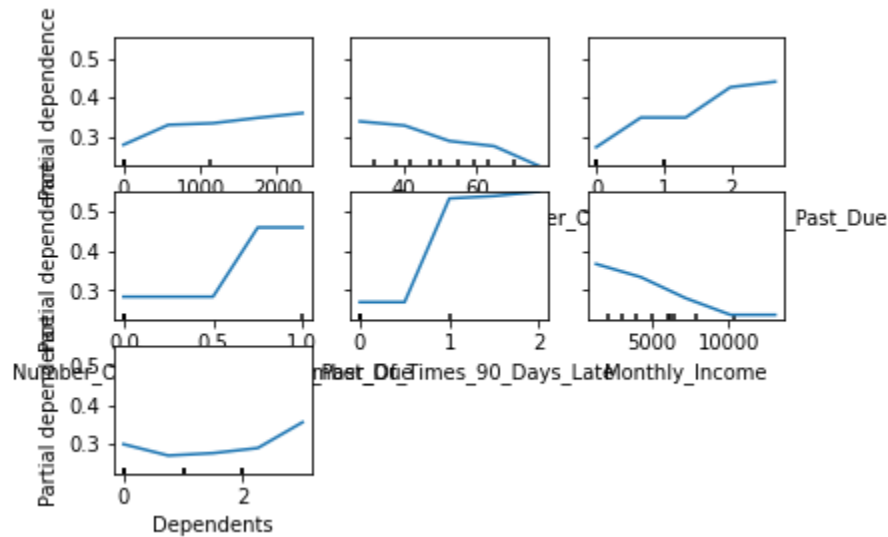 Partial dependence
0.5
0.4
0.3
0 1000 2000
40 60
0 1 2
Past_Due
Partial dependence
0.5
0.4
0.3
0.0 0.5 1.0
0 1 2
5000 10000
Times_90_Days_Late
Monthly_Income
Partial dependence
0.5
0.4
0.3
0 2
Dependents